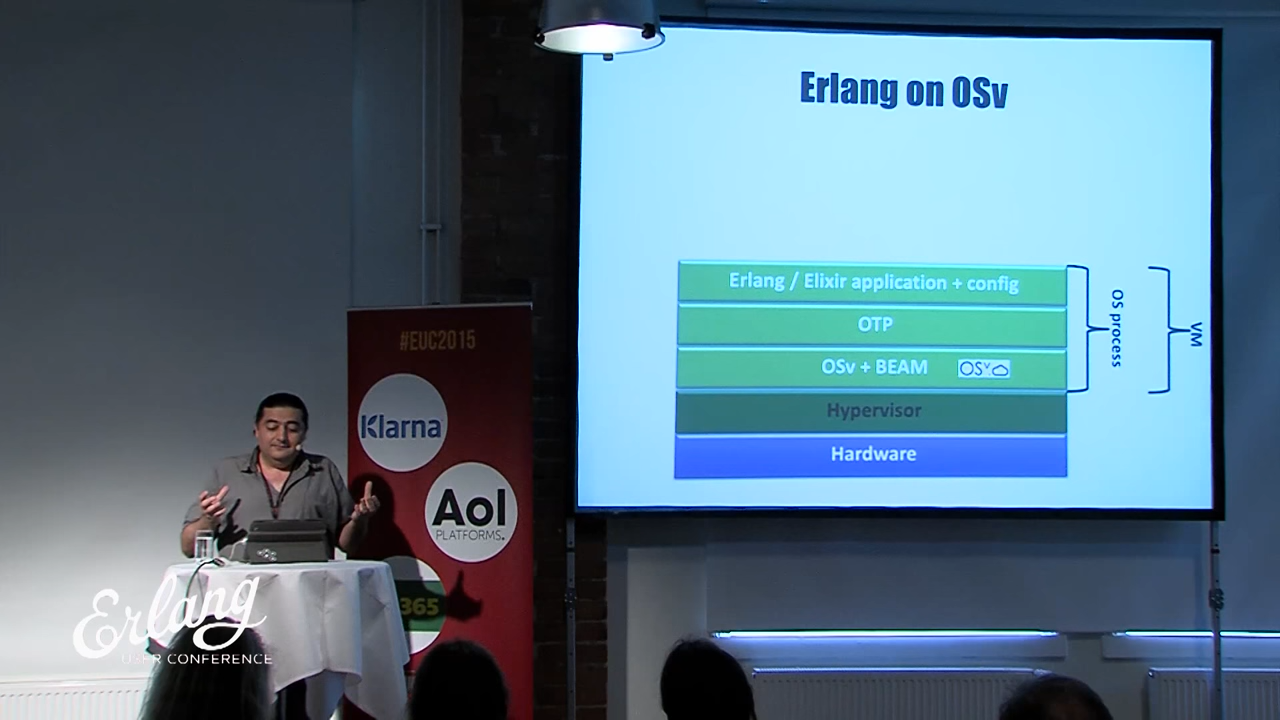 Erlang on OSv
Erlang / Elixir application + config
OTP
OSv + BEAM
OSv
Hypervisor
Hardware
OS process
VM
#EUC2015
Klarna
Aol
PLATFORMS.
365
Erlang
USER CONFERENCE